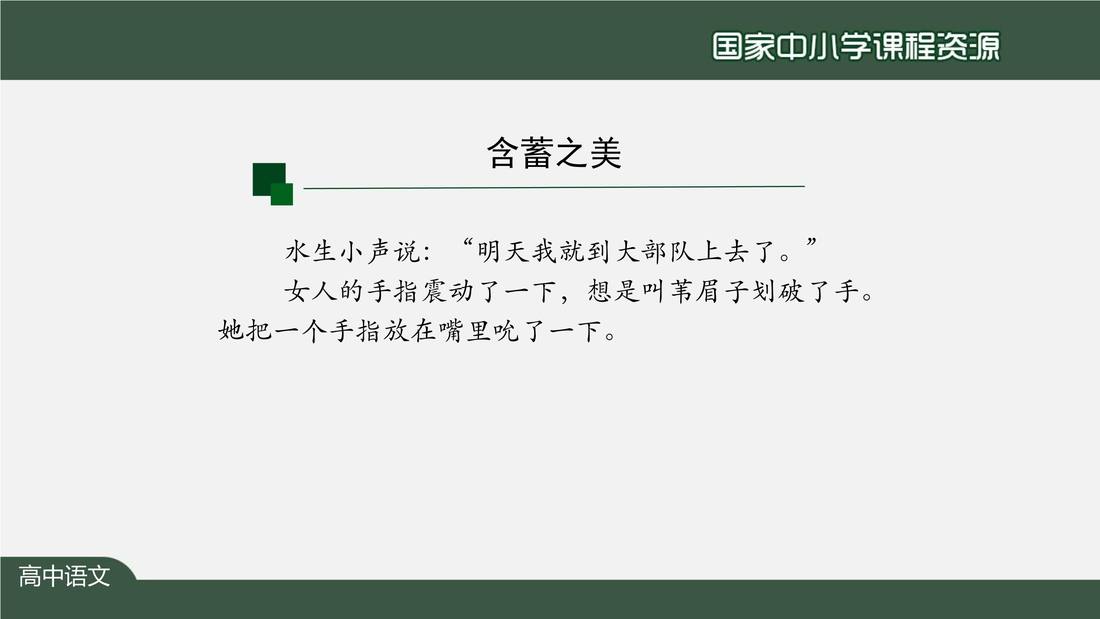 国家中小学课程资源
含蓄之美
水生小声说：“明天我就到大部队上去了。”
女人的手指震动了一下，想是叫苇眉子划破了手。
她把一个手指放在嘴里吮了一下。
高中语文